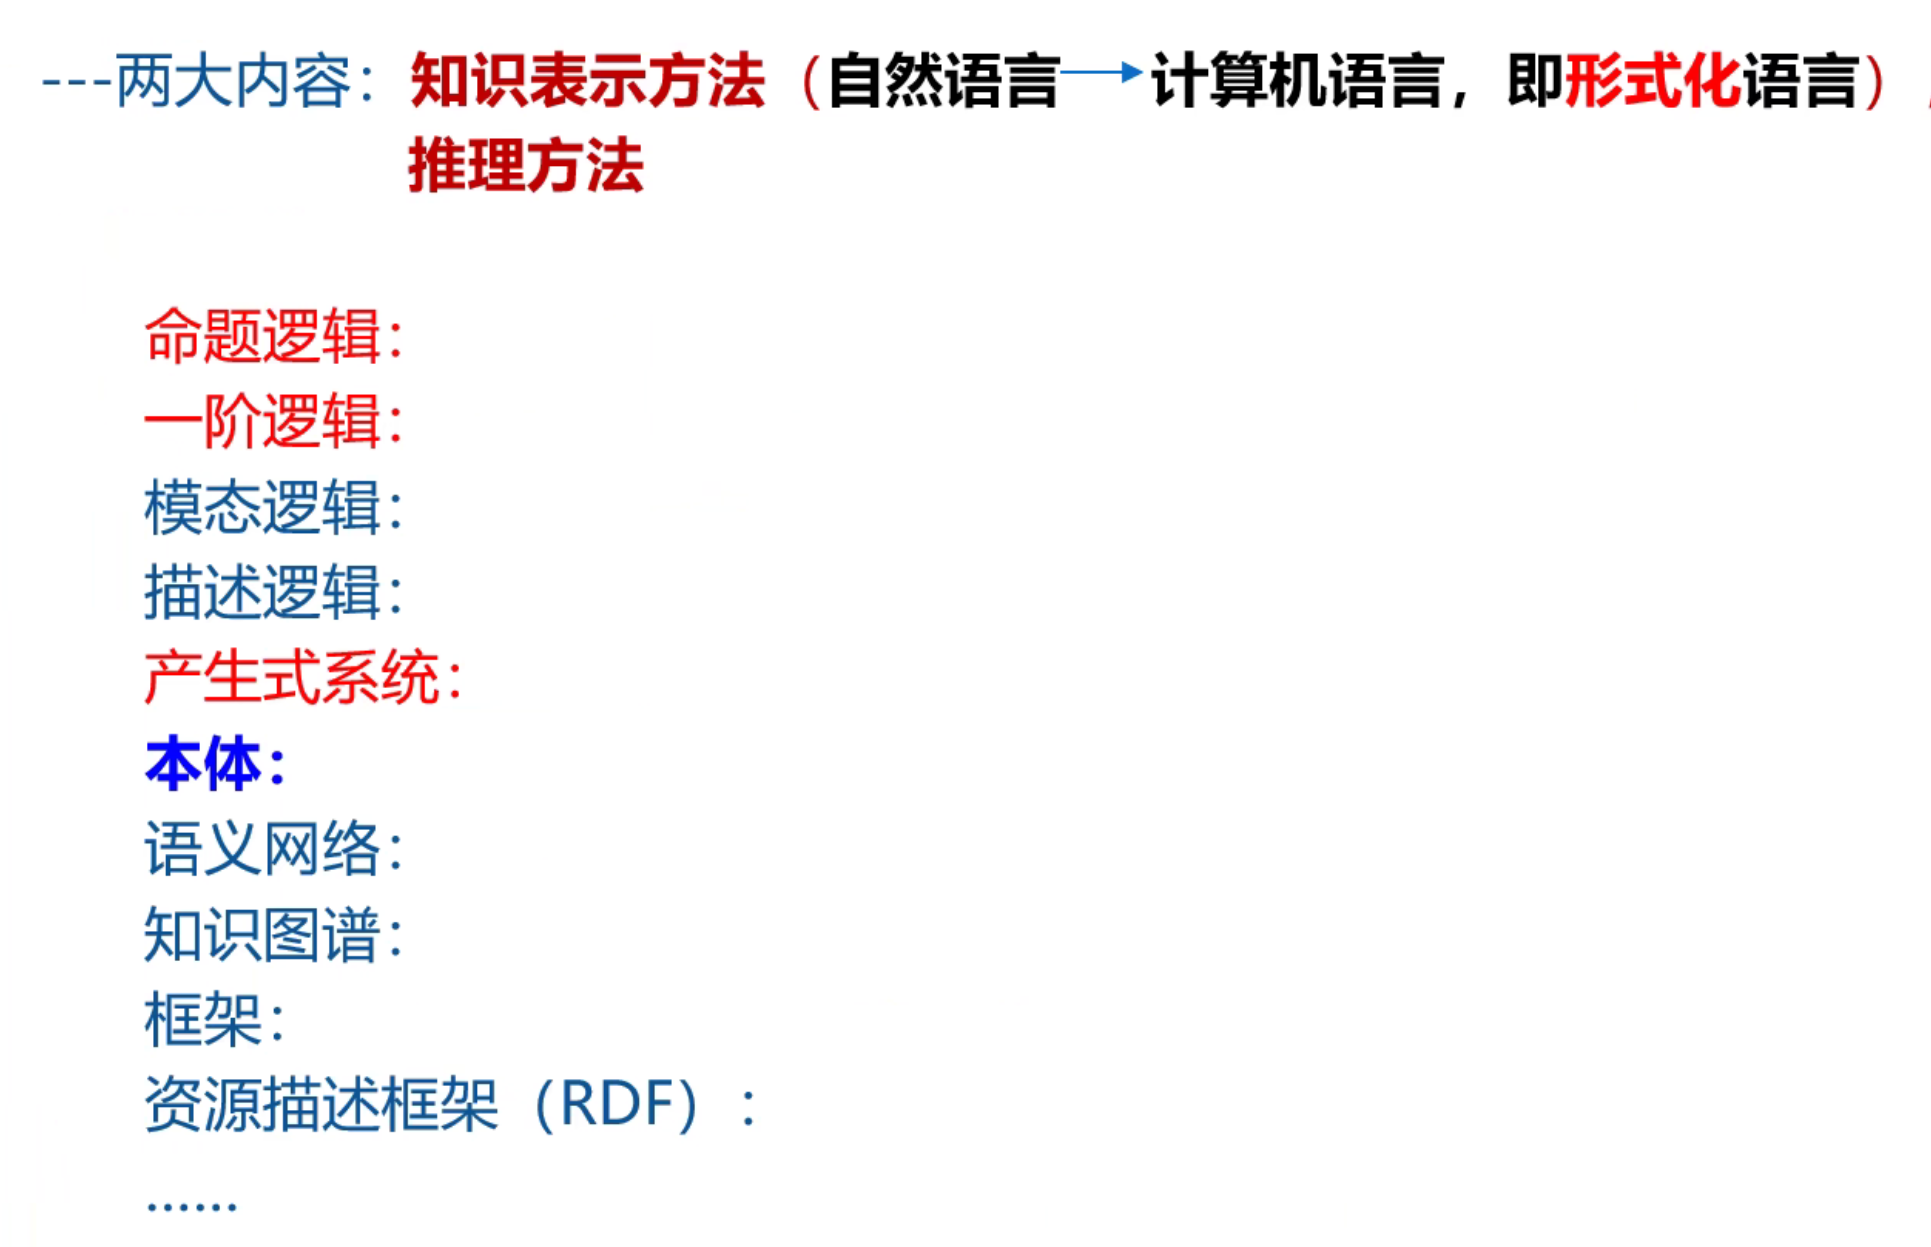 ---两大内容：知识表示方法（自然语言→计算机语言，即形式化语言）
推理方法
命题逻辑：
一阶逻辑：
模态逻辑：
描述逻辑：
产生式系统：
本体：
语义网络：
知识图谱：
框架：
资源描述框架（RDF）：
......